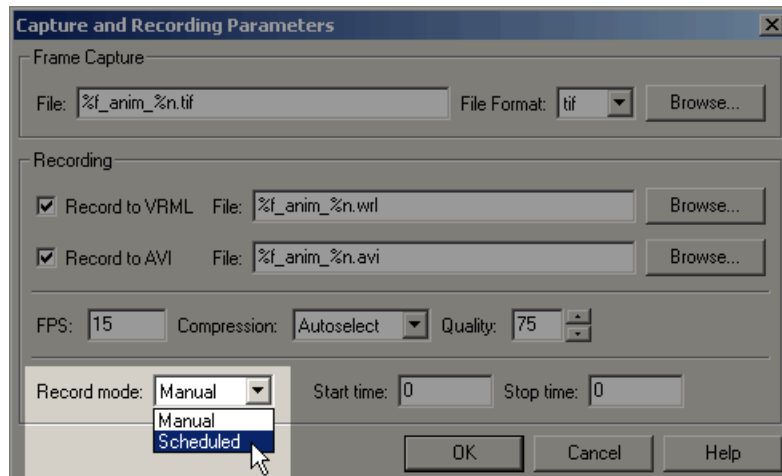 Capture and Recording Parameters
Frame Capture
File: %f_anim_%n.tif File Format: tif Browse...
Recording
Record to VRML File: %f_anim_%n.wrl Browse...
Record to AVI File: %f_anim_%n.avi Browse...
FPS: 15 Compression: Autoselect Quality: 75
Record mode: Manual Start time: 0 Stop time: 0
Manual
Scheduled
OK Cancel Help